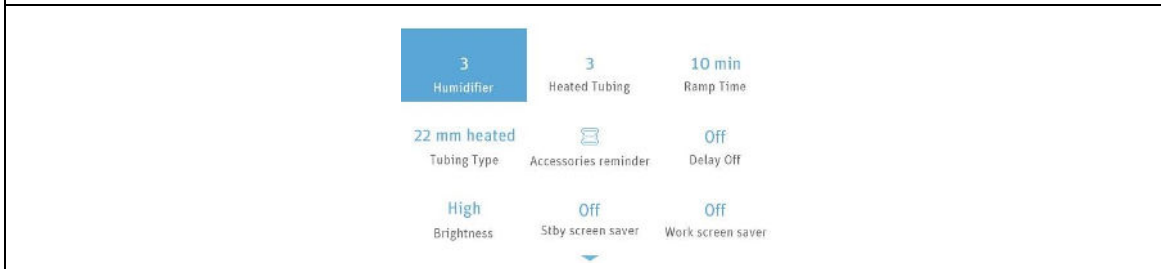 3 3 10 min
Humidifier Heated Tubing Ramp Time
22 mm heated Off
Tubing Type Accessories reminder Delay Off
High Off Off
Brightness Stby screen saver Work screen saver